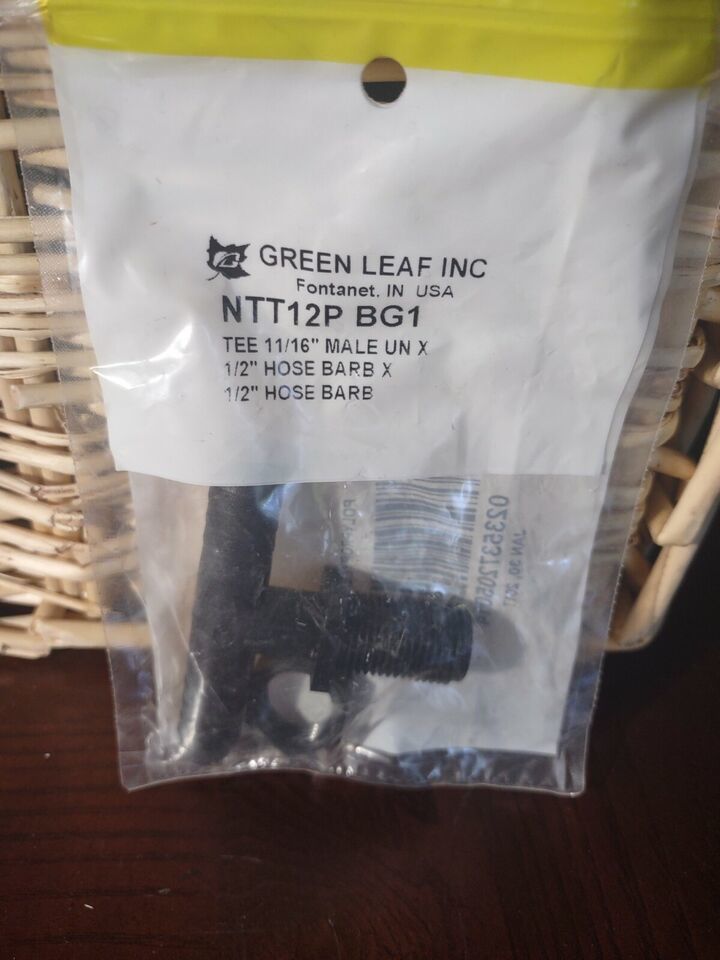 GREEN LEAF INC
Fontanet, IN USA
NTT12P BG1
TEE 11/16" MALE UN X
1/2" HOSE BARB X
1/2" HOSE BARB